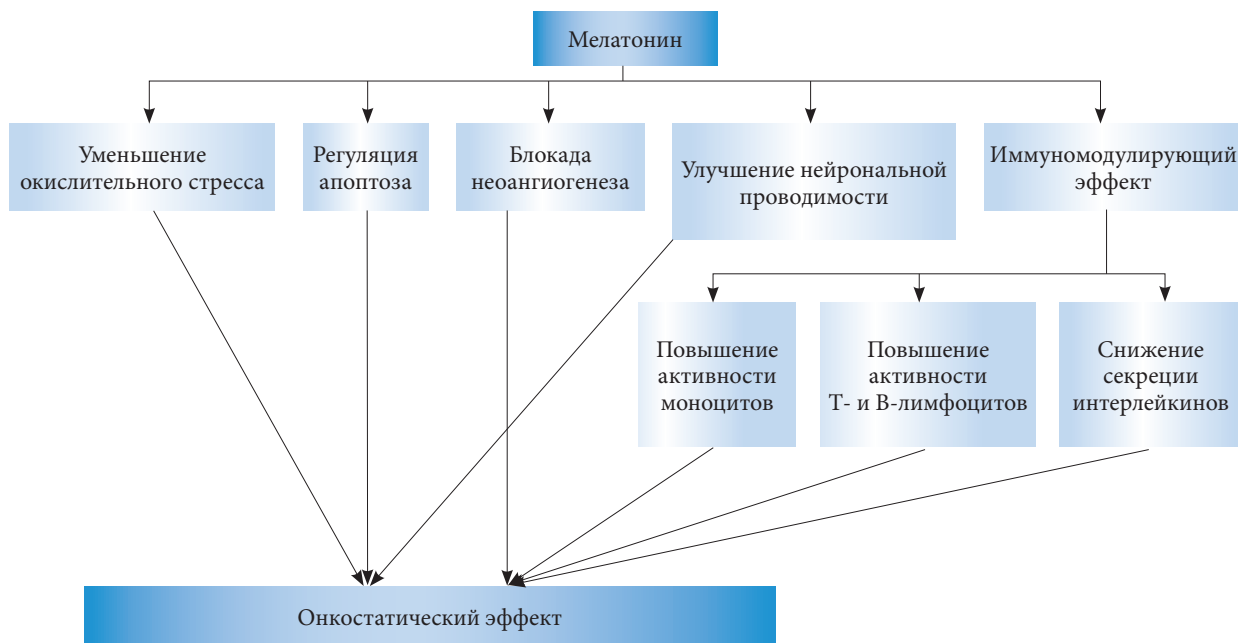 Мелатонин
Уменьшение
окислительного стресса
Регуляция
апоптоза
Блокада
неоангиогенеза
Улучшение нейрональной
проводимости
Иммуномодулирующий
эффект
Повышение
активности
моноцитов
Повышение
активности
Т- и В-лимфоцитов
Снижение
секреции
интерлейкинов
Онкостатический эффект